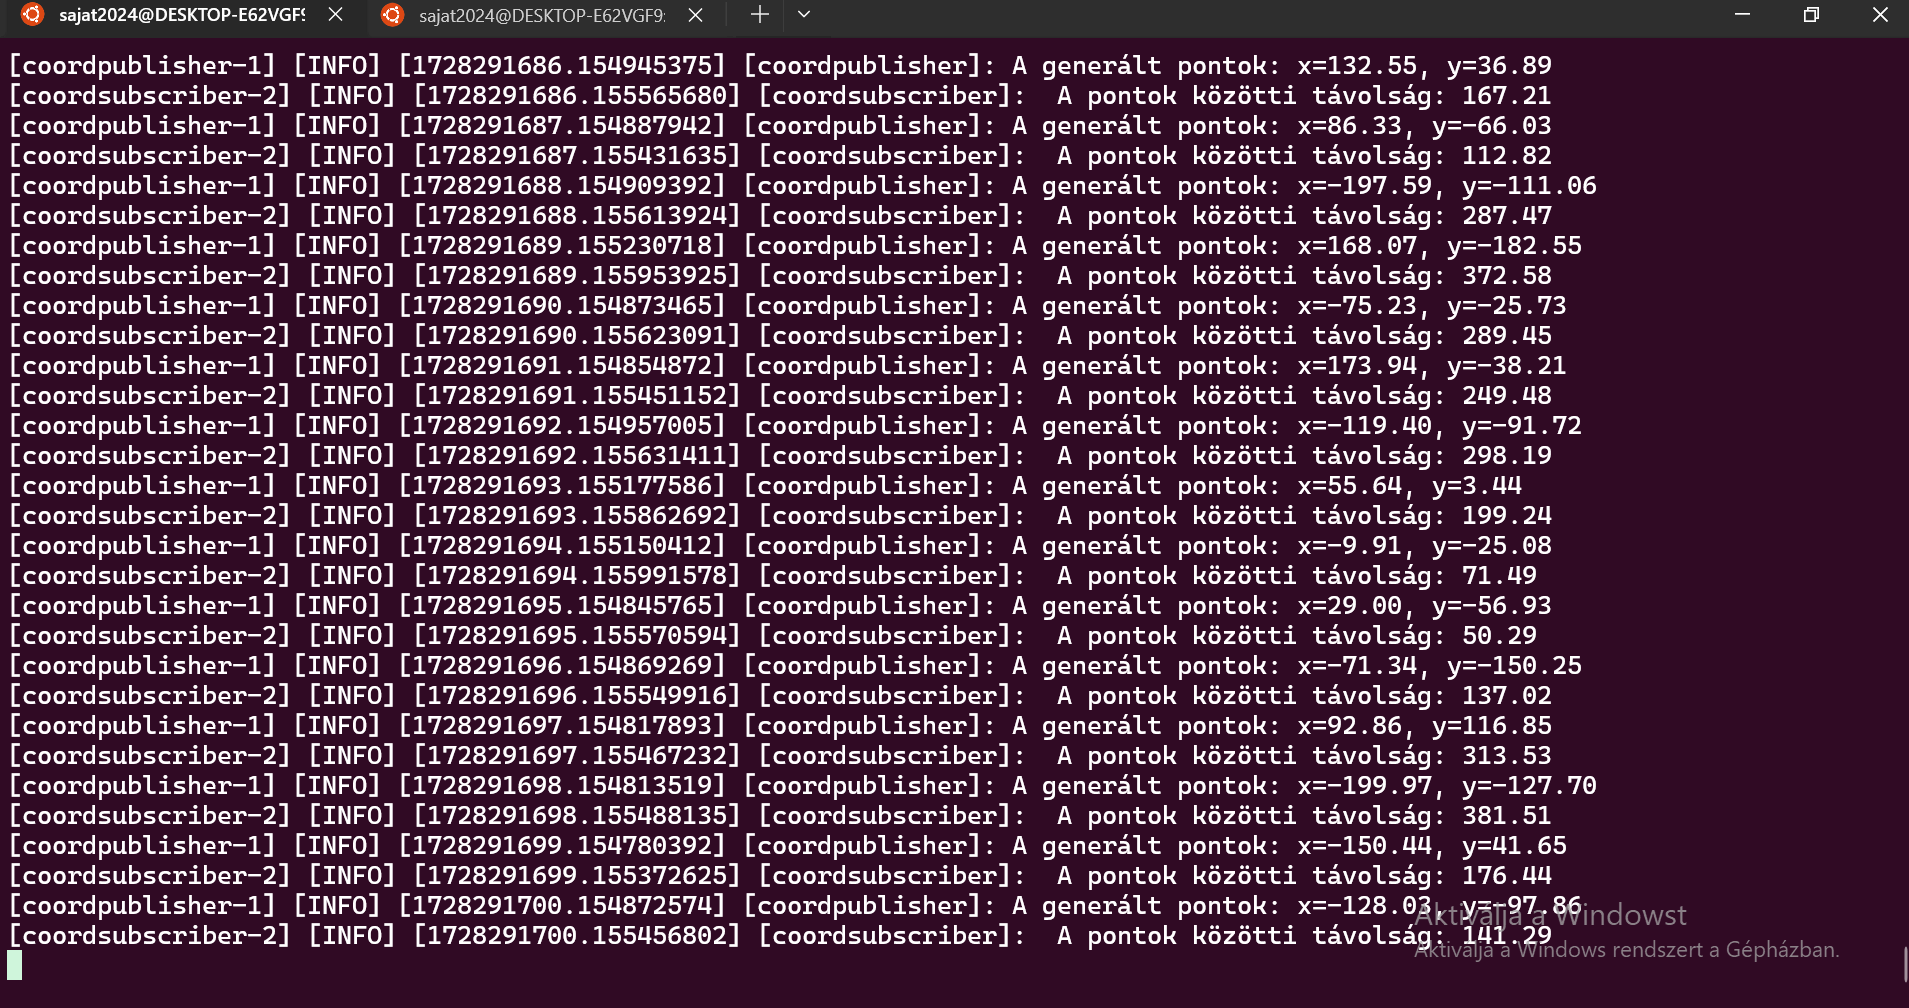 sajat2024@DESKTOP-E62VGF9
sajat2024@DESKTOP-E62VGF9:
[coordpublisher-1] [INFO] [1728291686.154945375] [coordpublisher]: A generált pontok: x=132.55, y=36.89
[coordsubscriber-2] [INFO] [1728291686.155565680] [coordsubscriber]:  A pontok közötti távolság: 167.21
[coordpublisher-1] [INFO] [1728291687.154887942] [coordpublisher]: A generált pontok: x=86.33, y=-66.03
[coordsubscriber-2] [INFO] [1728291687.155431635] [coordsubscriber]:  A pontok közötti távolság: 112.82
[coordpublisher-1] [INFO] [1728291688.154909392] [coordpublisher]: A generált pontok: x=-197.59, y=-111.06
[coordsubscriber-2] [INFO] [1728291688.155613924] [coordsubscriber]:  A pontok közötti távolság: 287.47
[coordpublisher-1] [INFO] [1728291689.155230718] [coordpublisher]: A generált pontok: x=168.07, y=-182.55
[coordsubscriber-2] [INFO] [1728291689.155953925] [coordsubscriber]:  A pontok közötti távolság: 372.58
[coordpublisher-1] [INFO] [1728291690.154873465] [coordpublisher]: A generált pontok: x=-75.23, y=-25.73
[coordsubscriber-2] [INFO] [1728291690.155623091] [coordsubscriber]:  A pontok közötti távolság: 289.45
[coordpublisher-1] [INFO] [1728291691.154854872] [coordpublisher]: A generált pontok: x=173.94, y=-38.21
[coordsubscriber-2] [INFO] [1728291691.155451152] [coordsubscriber]:  A pontok közötti távolság: 249.48
[coordpublisher-1] [INFO] [1728291692.154957005] [coordpublisher]: A generált pontok: x=-119.40, y=-91.72
[coordsubscriber-2] [INFO] [1728291692.155631411] [coordsubscriber]:  A pontok közötti távolság: 298.19
[coordpublisher-1] [INFO] [1728291693.155177586] [coordpublisher]: A generált pontok: x=55.64, y=3.44
[coordsubscriber-2] [INFO] [1728291693.155862692] [coordsubscriber]:  A pontok közötti távolság: 199.24
[coordpublisher-1] [INFO] [1728291694.155150412] [coordpublisher]: A generált pontok: x=-9.91, y=-25.08
[coordsubscriber-2] [INFO] [1728291694.155991578] [coordsubscriber]:  A pontok közötti távolság: 71.49
[coordpublisher-1] [INFO] [1728291695.154845765] [coordpublisher]: A generált pontok: x=29.00, y=-56.93
[coordsubscriber-2] [INFO] [1728291695.155570594] [coordsubscriber]:  A pontok közötti távolság: 50.29
[coordpublisher-1] [INFO] [1728291696.154869269] [coordpublisher]: A generált pontok: x=-71.34, y=-150.25
[coordsubscriber-2] [INFO] [1728291696.155549916] [coordsubscriber]:  A pontok közötti távolság: 137.02
[coordpublisher-1] [INFO] [1728291697.154817893] [coordpublisher]: A generált pontok: x=92.86, y=116.85
[coordsubscriber-2] [INFO] [1728291697.155467232] [coordsubscriber]:  A pontok közötti távolság: 313.53
[coordpublisher-1] [INFO] [1728291698.154813519] [coordpublisher]: A generált pontok: x=-199.97, y=-127.70
[coordsubscriber-2] [INFO] [1728291698.155488135] [coordsubscriber]:  A pontok közötti távolság: 381.51
[coordpublisher-1] [INFO] [1728291699.154780392] [coordpublisher]: A generált pontok: x=-150.44, y=41.65
[coordsubscriber-2] [INFO] [1728291699.155372625] [coordsubscriber]:  A pontok közötti távolság: 176.44
[coordpublisher-1] [INFO] [1728291700.154872574] [coordpublisher]: A generált pontok: x=-128.03, y=-97.86
[coordsubscriber-2] [INFO] [1728291700.155456802] [coordsubscriber]:  A pontok közötti távolság: 141.29
Aktiválja a Windowst
Aktiválja a Windows rendszert a Gépházban.